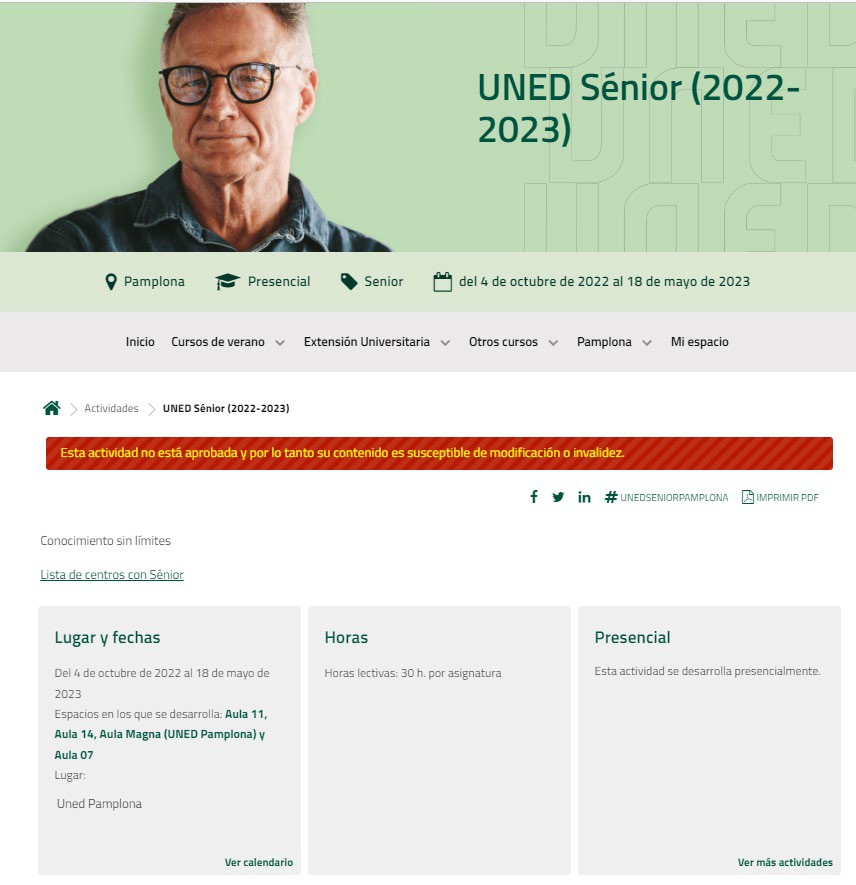 UNED Sénior (2022-
2023)
Pamplona Presencial Senior del 4 de octubre de 2022 al 18 de mayo de 2023
Inicio Cursos de verano Extensión Universitaria Otros cursos Pamplona Mi espacio
Actividades UNED Sénior (2022-2023)
Esta actividad no está aprobada y por lo tanto su contenido es susceptible de modificación o invalidez.
f in # UNEDSENIORPAMPLONA IMPRIMIR PDF
Conocimiento sin límites
Lista de centros con Sénior
Lugar y fechas
Del 4 de octubre de 2022 al 18 de mayo de
2023
Espacios en los que se desarrolla: Aula 11,
Aula 14, Aula Magna (UNED Pamplona) y
Aula 07
Lugar:
Uned Pamplona
Ver calendario
Horas
Horas lectivas: 30 h. por asignatura
Presencial
Esta actividad se desarrolla presencialmente.
Ver más actividades